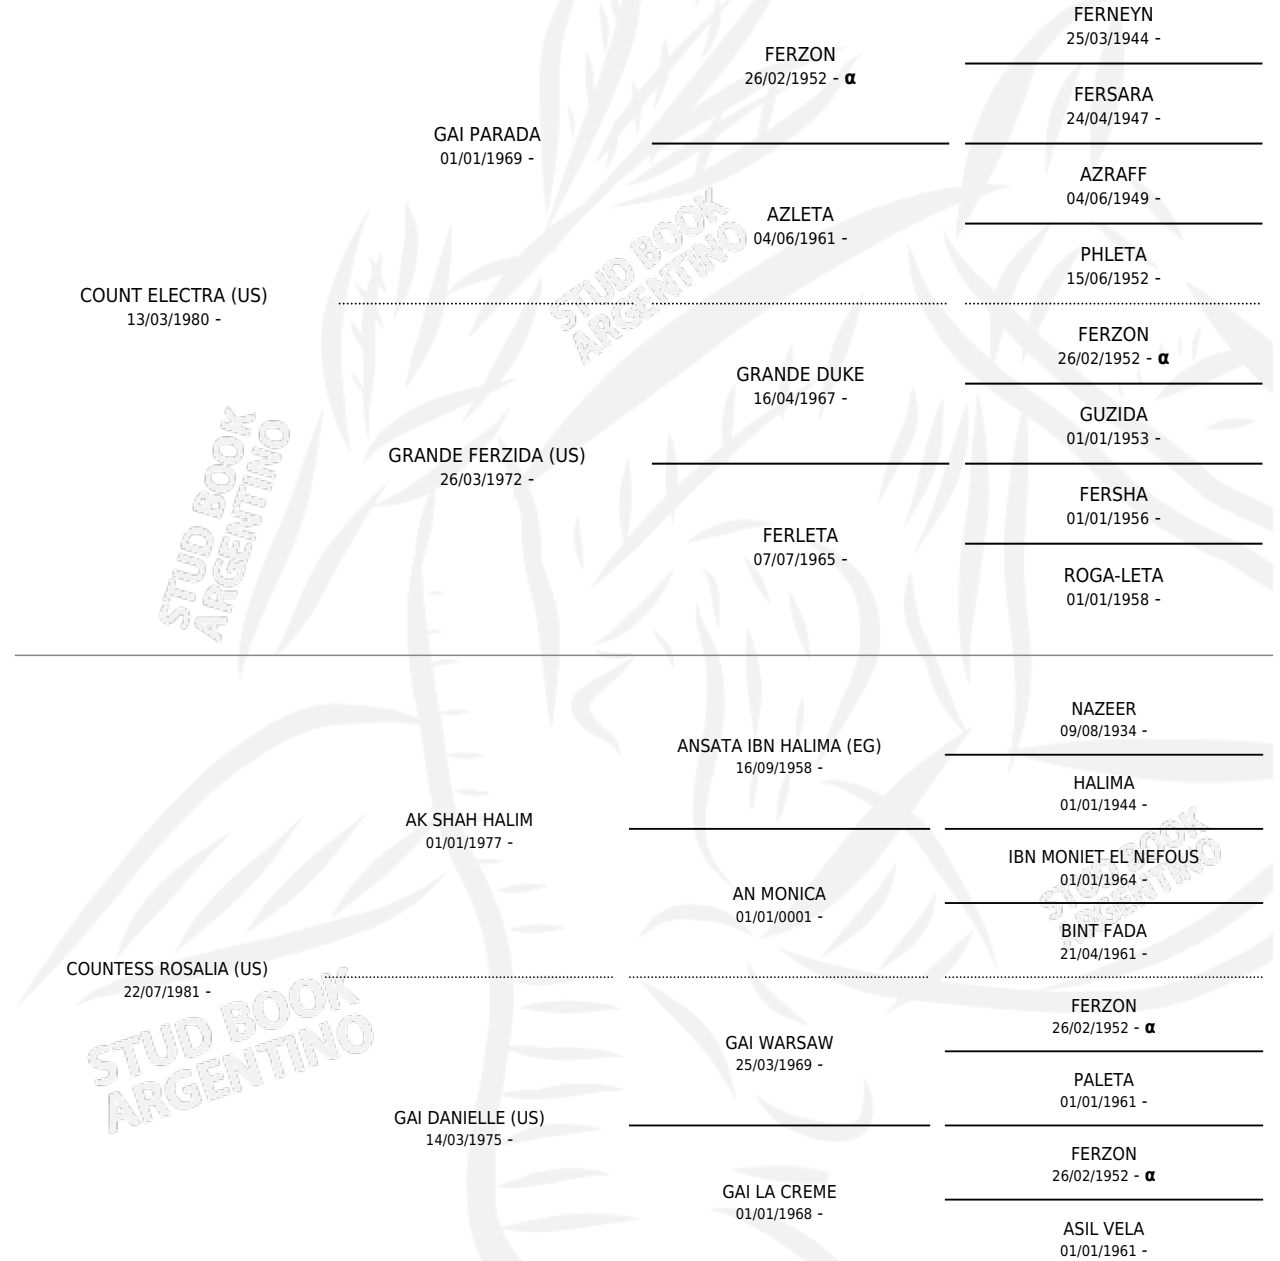 FERNEYN
25/03/1944 -
FERZON
26/02/1952 - α
FERSARA
24/04/1947 -
GAI PARADA
01/01/1969 -
AZRAFF
04/06/1949 -
AZLETA
04/06/1961 -
PHLETA
15/06/1952 -
STUD BOOK
ARGENTINO
COUNT ELECTRA (US)
13/03/1980 -
FERZON
26/02/1952 - α
GRANDE DUKE
16/04/1967 -
GUZIDA
01/01/1953 -
GRANDE FERZIDA (US)
26/03/1972 -
STUD BOOK
ARGENTINO
FERSHA
01/01/1956 -
FERLETA
07/07/1965 -
ROGA-LETA
01/01/1958 -
NAZEER
09/08/1934 -
ANSATA IBN HALIMA (EG)
16/09/1958 -
HALIMA
01/01/1944 -
AK SHAH HALIM
01/01/1977 -
IBN MONIET EL NEFOUS
01/01/1964 -
STUD BOOK
ARGENTINO
AN MONICA
01/01/0001 -
BINT FADA
21/04/1961 -
COUNTESS ROSALIA (US)
22/07/1981 -
FERZON
26/02/1952 - α
STUD BOOK
ARGENTINO
GAI WARSAW
25/03/1969 -
PALETA
01/01/1961 -
GAI DANIELLE (US)
14/03/1975 -
FERZON
26/02/1952 - α
GAI LA CREME
01/01/1968 -
ASIL VELA
01/01/1961 -